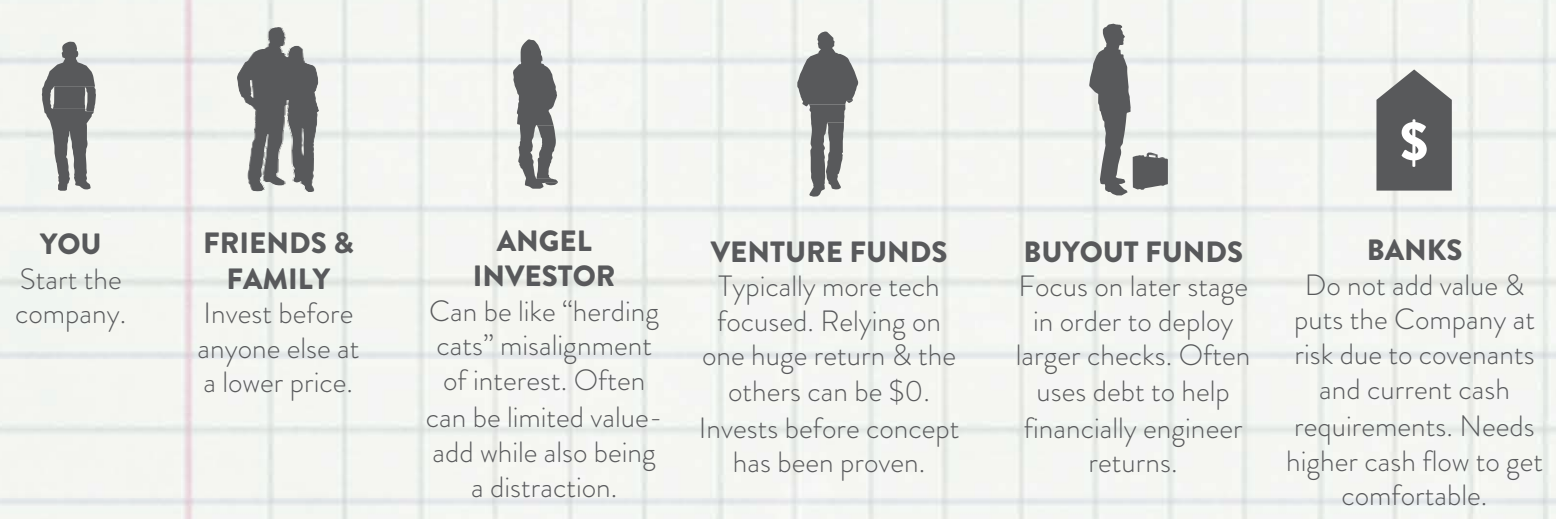 YOU
Start the
company.
FRIENDS &
FAMILY
Invest before
anyone else at
a lower price.
ANGEL
INVESTOR
Can be like “herding
cats” misalignment
of interest. Often
can be limited value-
add while also being
a distraction.
VENTURE FUNDS
Typically more tech
focused. Relying on
one huge return & the
others can be $0.
Invests before concept
has been proven.
BUYOUT FUNDS
Focus on later stage
in order to deploy
larger checks. Often
uses debt to help
financially engineer
returns.
$
BANKS
Do not add value &
puts the Company at
risk due to covenants
and current cash
requirements. Needs
higher cash flow to get
comfortable.